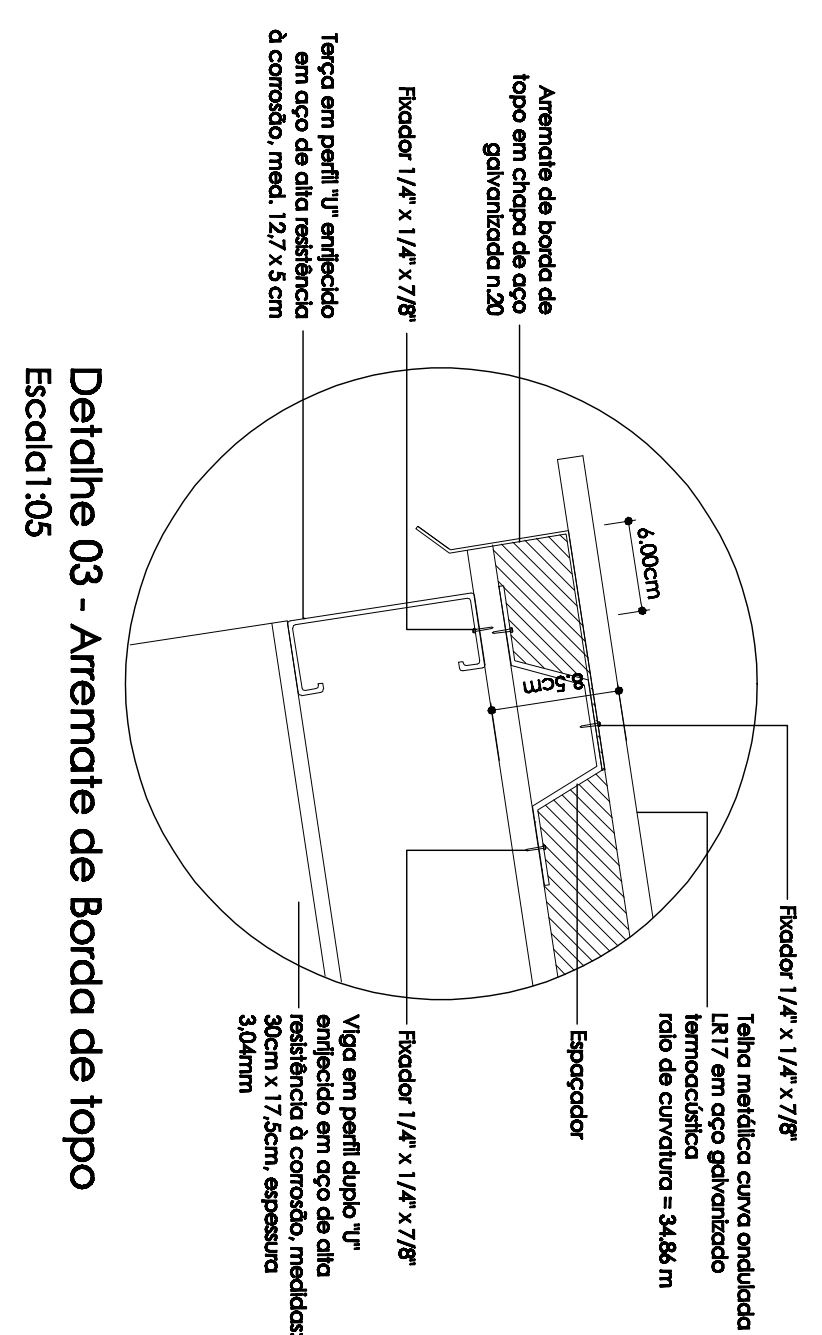 Fixador 1/4" x 1/4" x 7/8"
Telha metálica curva ondulada
LR17 em aço galvanizado
termoacústica
raio de curvatura = 34.86 m
Arremate de borda de
topo em chapa de aço
galvanizada n.20
6.00cm
8.5cm
Espaçador
Fixador 1/4" x 1/4" x 7/8"
Fixador 1/4" x 1/4" x 7/8"
Terça em perfil "U" enrijecido
em aço de alta resistência
à corrosão, med. 12,7 x 5 cm
Viga em perfil duplo "U"
enrijecido em aço de alta
resistência à corrosão, medidas:
30cm x 17,5cm, espessura
3,04mm
Detalhe 03 - Arremate de Borda de topo
Escala1:05